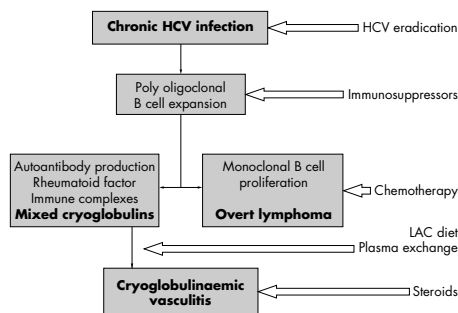 Chronic HCV infection
HCV eradication
Poly oligoclonal
B cell expansion
Immunosuppressors
Autoantibody production
Rheumatoid factor
Immune complexes
Mixed cryoglobulins
Monoclonal B cell
proliferation
Overt lymphoma
Chemotherapy
LAC diet
Plasma exchange
Cryoglobulinaemic
vasculitis
Steroids